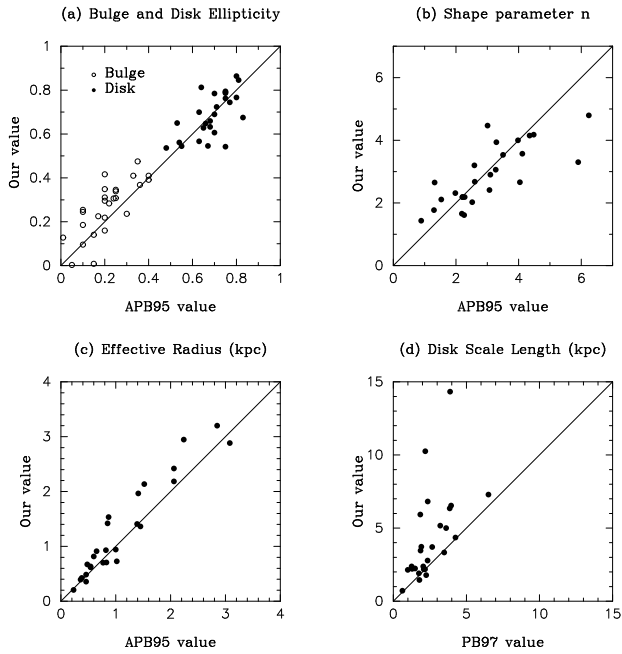 (a) Bulge and Disk Ellipticity
(b) Shape parameter n
Our value
1
0.8
0.6
0.4
0.2
0
Bulge
Disk
0 0.2 0.4 0.6 0.8 1
APB95 value
Our value
6
4
2
0
0 2 4 6
APB95 value
(c) Effective Radius (kpc)
(d) Disk Scale Length (kpc)
Our value
4
3
2
1
0
0 1 2 3 4
APB95 value
Our value
15
10
5
0
0 5 10 15
PB97 value